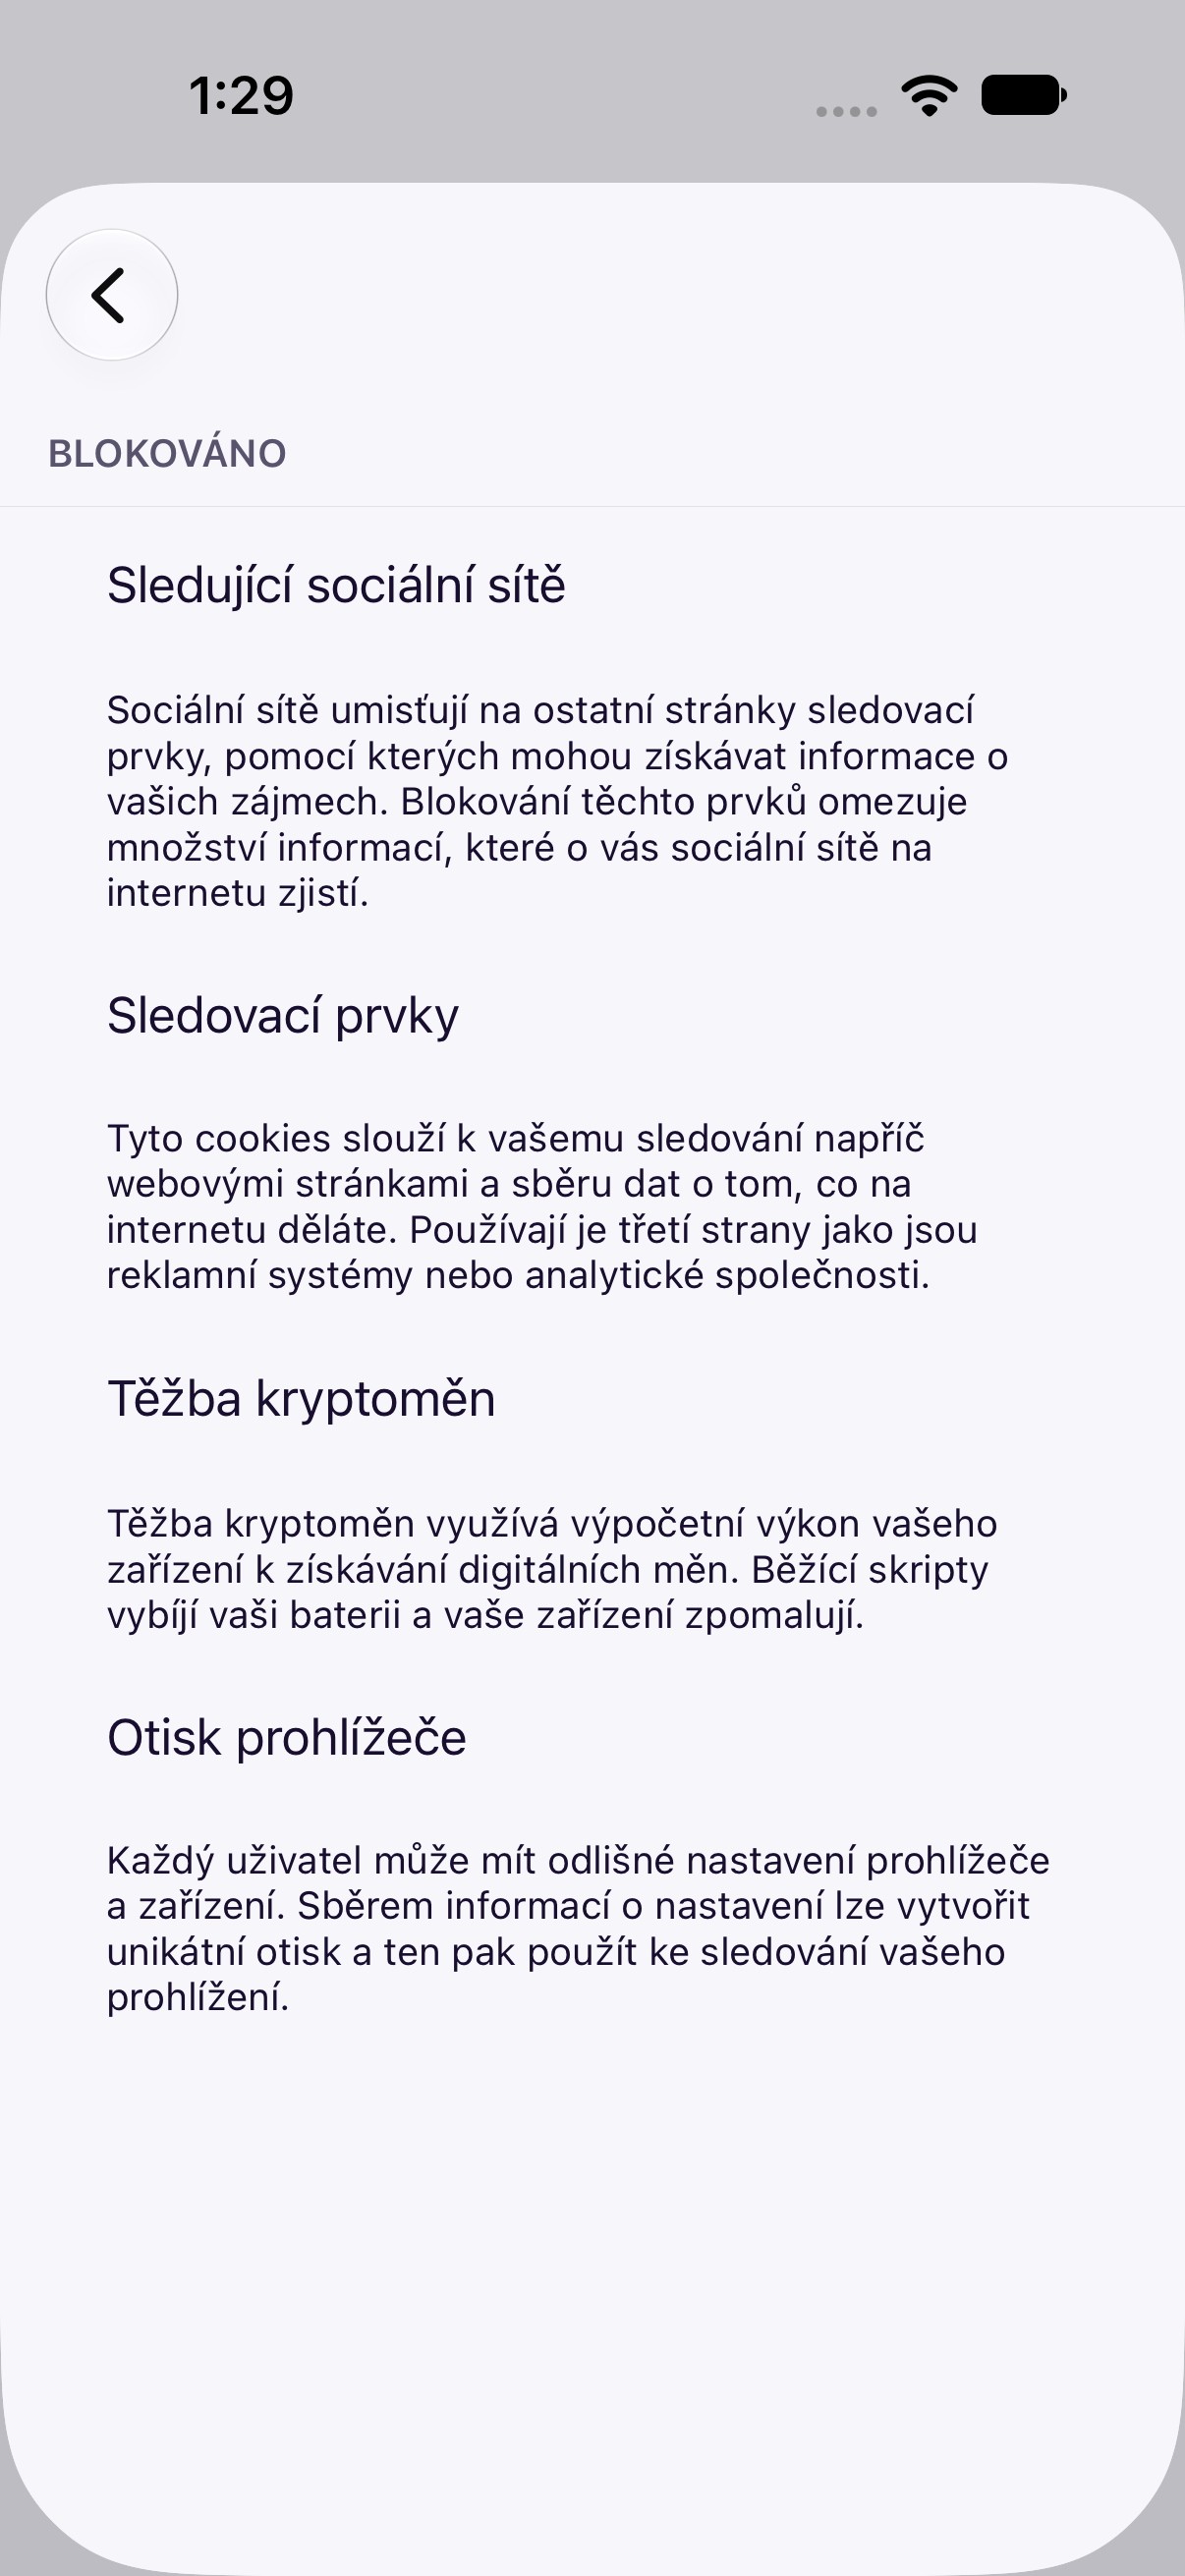 1:29
BLOKOVÁNO
Sledující sociální sítě
Sociální sítě umisťují na ostatní stránky sledovací
prvky, pomocí kterých mohou získávat informace o
vašich zájmech. Blokování těchto prvků omezuje
množství informací, které o vás sociální sítě na
internetu zjistí.
Sledovací prvky
Tyto cookies slouží k vašemu sledování napříč
webovými stránkami a sběru dat o tom, co na
internetu děláte. Používají je třetí strany jako jsou
reklamní systémy nebo analytické společnosti.
Těžba kryptoměn
Těžba kryptoměn využívá výpočetní výkon vašeho
zařízení k získávání digitálních měn. Běžící skripty
vybíjí vaši baterii a vaše zařízení zpomalují.
Otisk prohlížeče
Každý uživatel může mít odlišné nastavení prohlížeče
a zařízení. Sběrem informací o nastavení lze vytvořit
unikátní otisk a ten pak použít ke sledování vašeho
prohlížení.